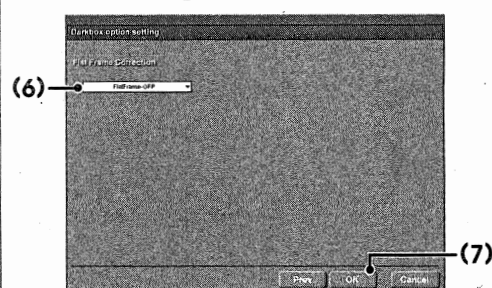 Darkbox option setting
Flat Frame Correction
(6)
FlatFrame-OFF
(7)
Prev
OK
Cancel